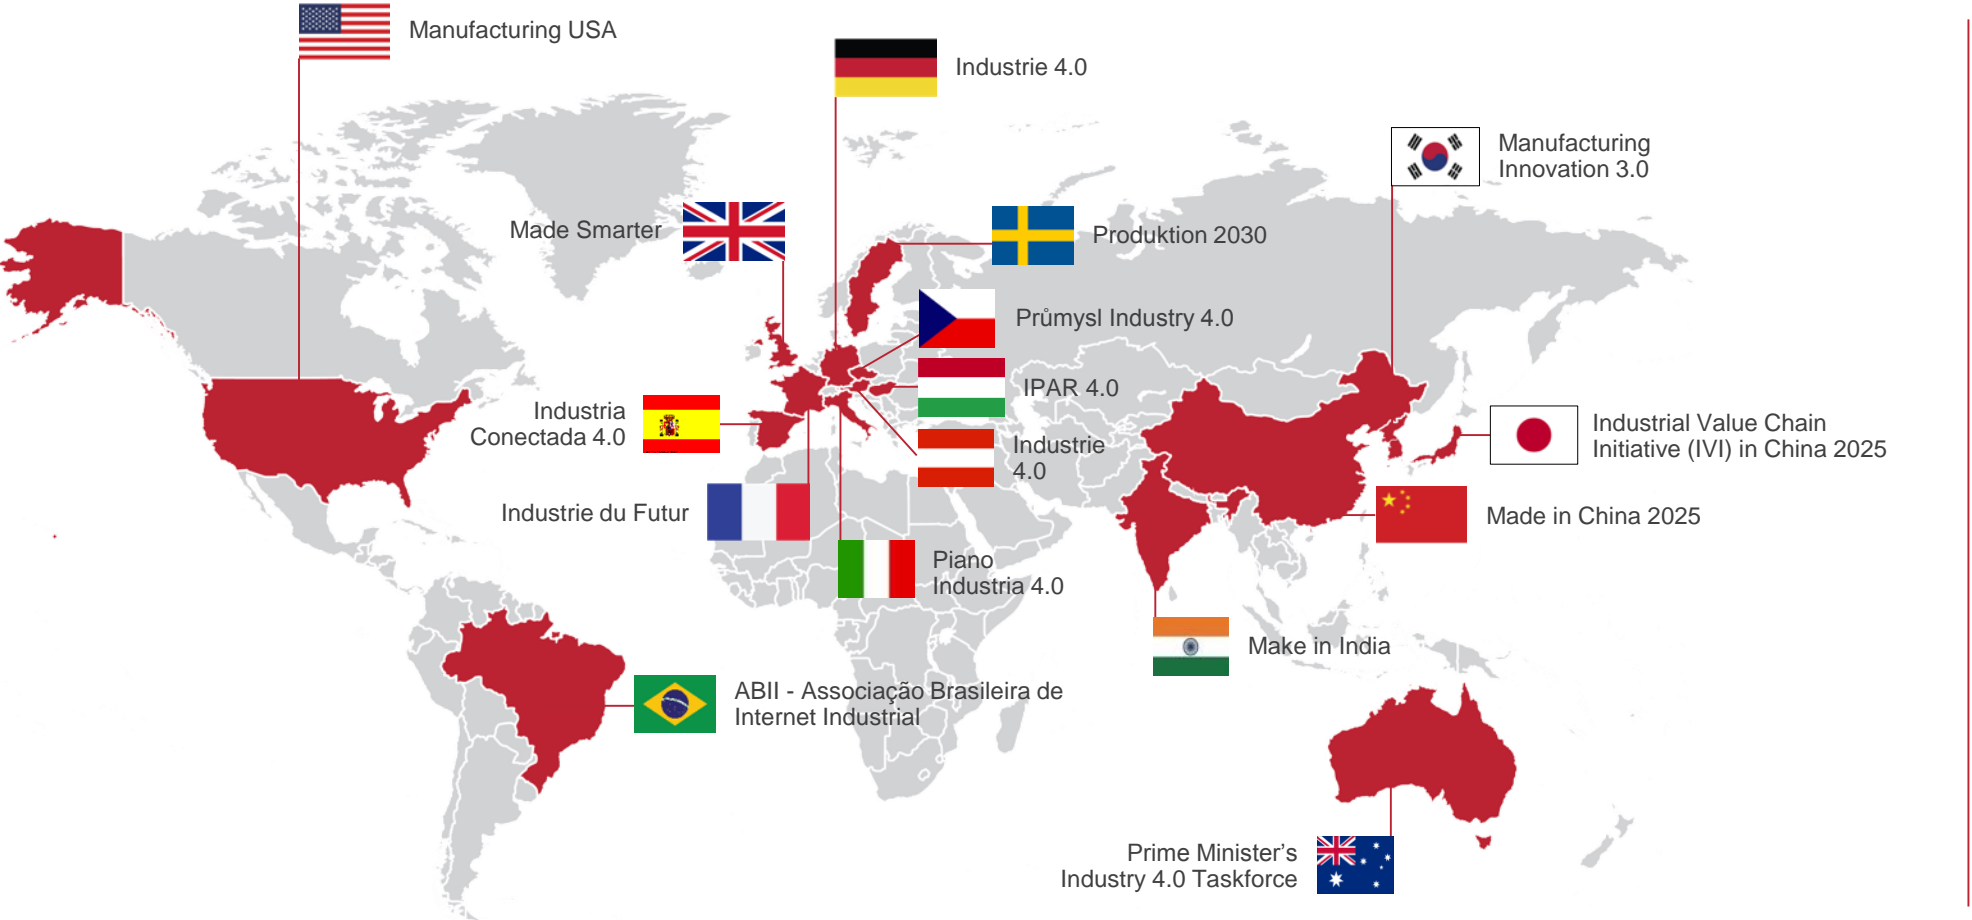 Manufacturing USA
Industrie 4.0
Manufacturing
Innovation 3.0
Made Smarter
Produktion 2030
Průmysl Industry 4.0
IPAR 4.0
Industria
Conectada 4.0
Industrie
4.0
Industrial Value Chain
Initiative (IVI) in China 2025
Industrie du Futur
Made in China 2025
Piano
Industria 4.0
Make in India
ABII - Associação Brasileira de
Internet Industrial
Prime Minister’s
Industry 4.0 Taskforce